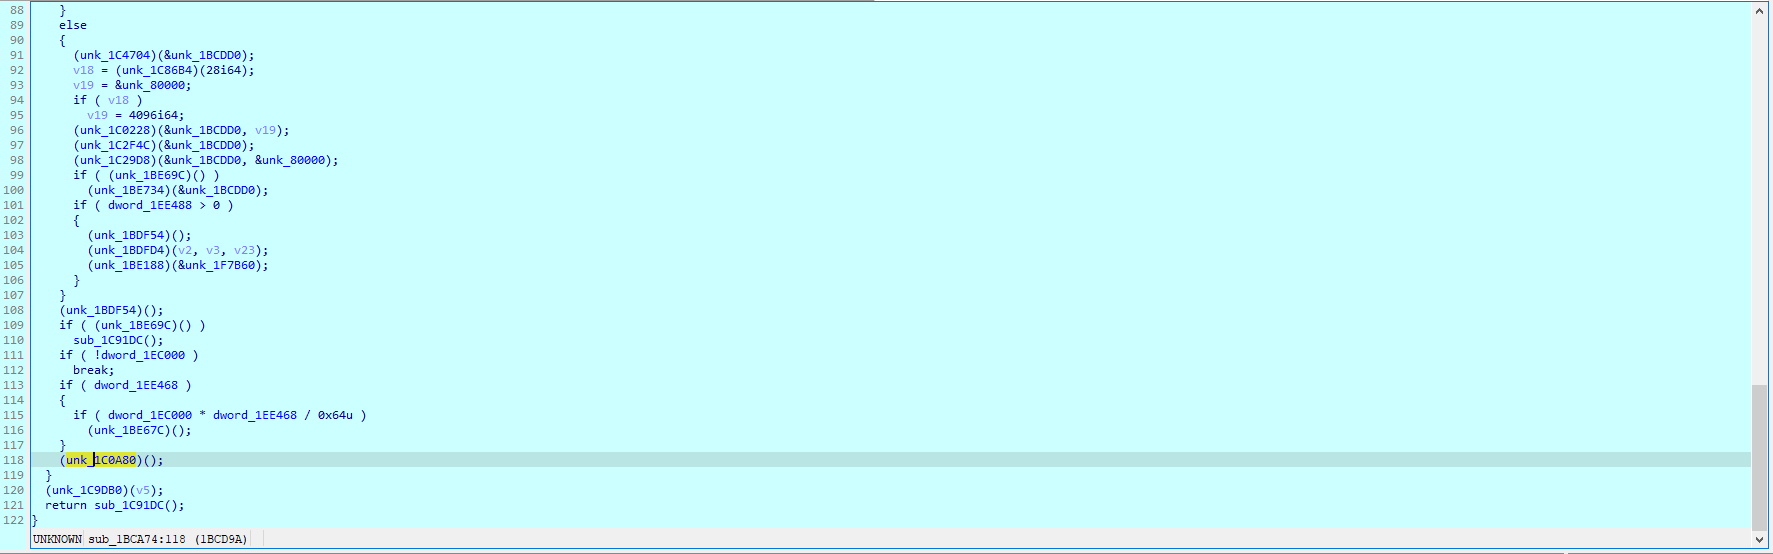 88 }
89 else
90 {
91 (unk_1C4704)(&unk_1BCDD0);
92 v18 = (unk_1C86B4)(28i64);
93 v19 = &unk_80000;
94 if ( v18 )
95 v19 = 4096i64;
96 (unk_1C0228)(&unk_1BCDD0, v19);
97 (unk_1C2F4C)(&unk_1BCDD0);
98 (unk_1C29D8)(&unk_1BCDD0, &unk_80000);
99 if ( (unk_1BE69C)() )
100 (unk_1BE734)(&unk_1BCDD0);
101 if ( dword_1EE488 > 0 )
102 {
103 (unk_1BDF54)();
104 (unk_1BDFD4)(v2, v3, v23);
105 (unk_1BE188)(&unk_1F7B60);
106 }
107 }
108 (unk_1BDF54)();
109 if ( (unk_1BE69C)() )
110 sub_1C91DC();
111 if ( !dword_1EC000 )
112 break;
113 if ( dword_1EE468 )
114 {
115 if ( dword_1EC000 * dword_1EE468 / 0x64u )
116 (unk_1BE67C)();
117 }
118 (unk_1C0A80)();
119 }
120 (unk_1C9DB0)(v5);
121 return sub_1C91DC();
122 }
UNKNOWN sub_1BCA74:118 (1BCD9A)